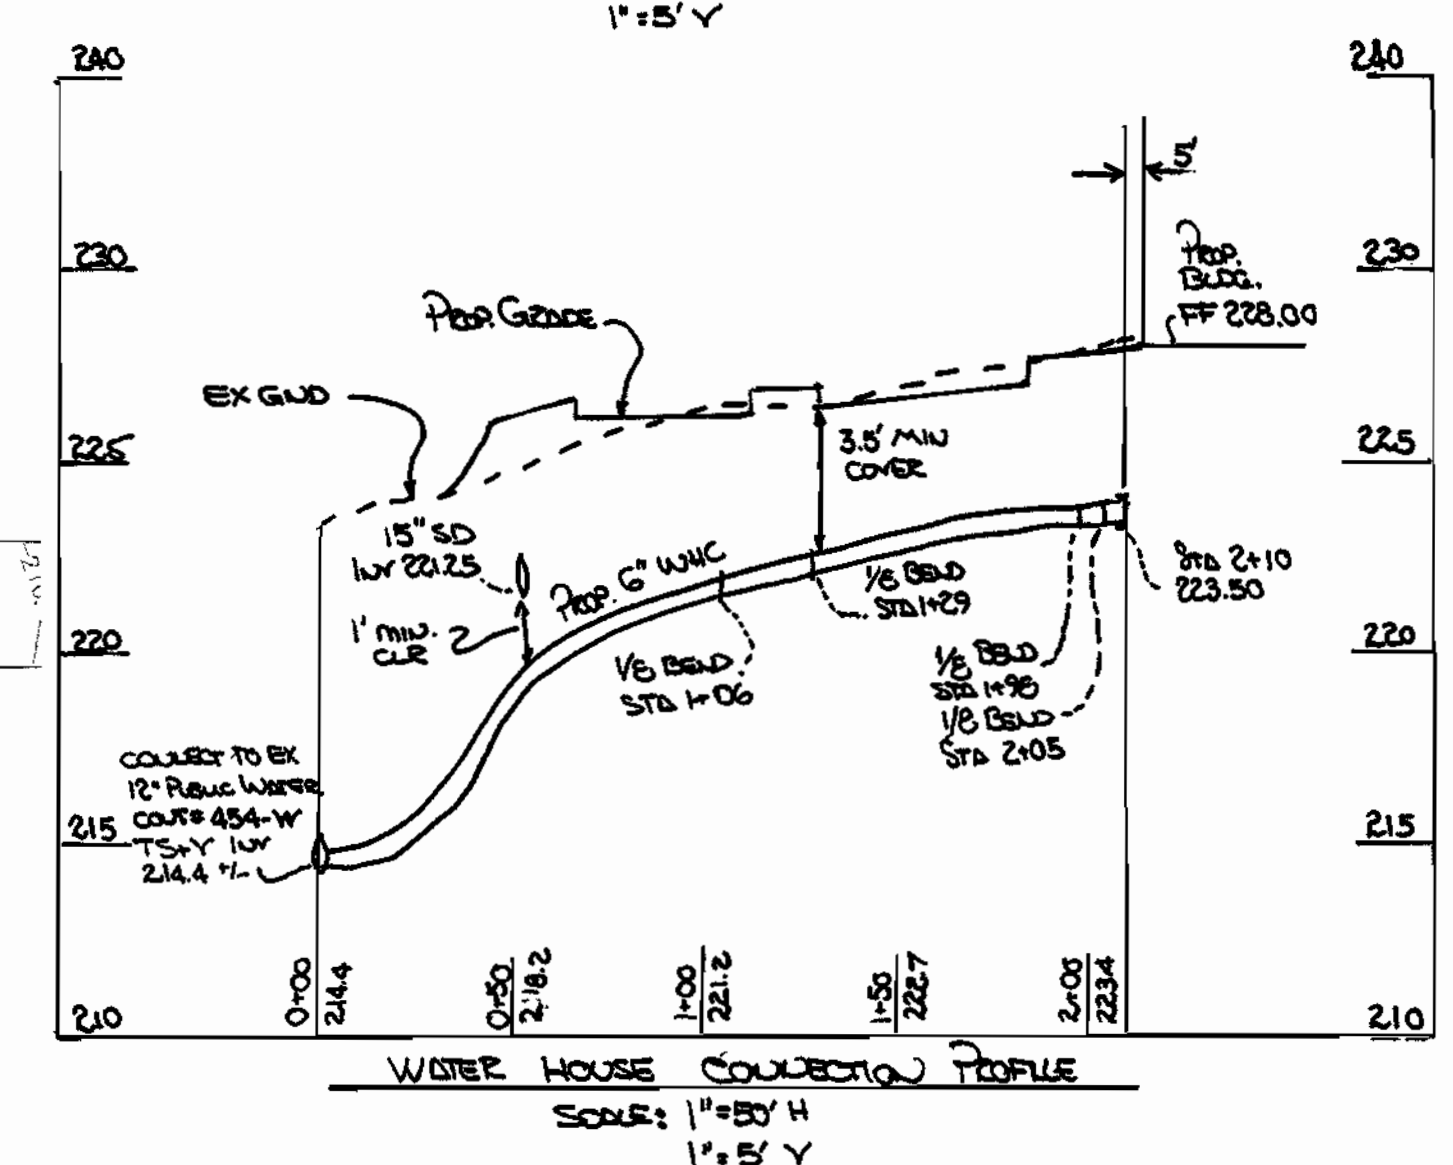 1"=5' V
240
240
5'
230
230
PROP.
BLDG.
FF 228.00
PROP. GRADE
EX GND
225
225
3.5' MIN
COVER
15" SD
INV 221.25
PROP. 6" WHC
1' MIN.
CLR
1/8 BEND
STA 1+29
STA 2+10
223.50
220
220
1/8 BEND
STA 1+06
1/8 BEND
STA 1+98
1/8 BEND
STA 2+05
CONNECT TO EX
12" PUBLIC WATER
CONT# 454-W
TS+V INV
214.4 +/-
215
215
0+00
214.4
0+50
218.2
1+00
221.2
1+50
222.7
2+00
223.4
210
210
WATER HOUSE CONNECTION PROFILE
SCALE: 1"=50' H
1"=5' V